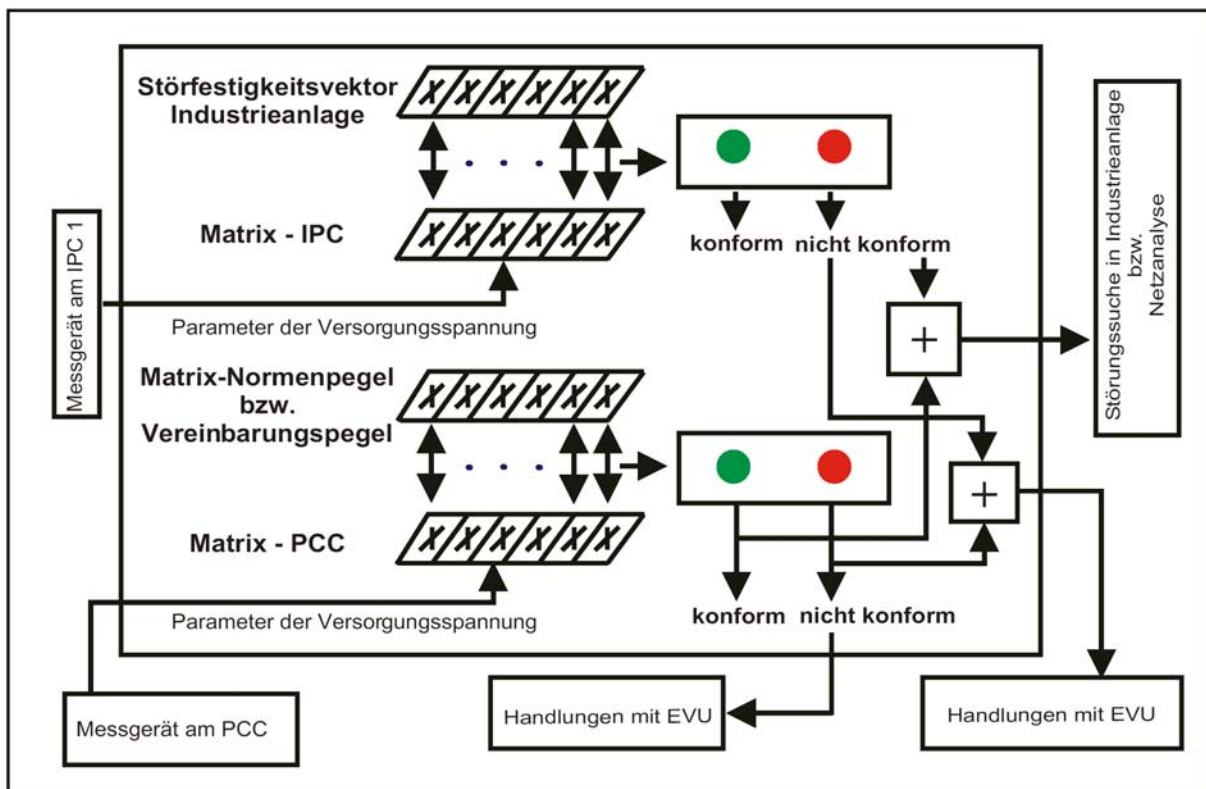 Störfestigkeitsvektor
Industrieanlage
X X X X X X
Matrix - IPC
X X X X X X
konform nicht konform
Messgerät am IPC 1
Parameter der Versorgungsspannung
+
Störungssuche in Industrieanlage
bzw.
Netzanalyse
Matrix-Normenpegel
bzw.
Vereinbarungspegel
X X X X X X
+
Matrix - PCC
X X X X X X
konform nicht konform
Parameter der Versorgungsspannung
Messgerät am PCC
Handlungen mit EVU
Handlungen mit EVU